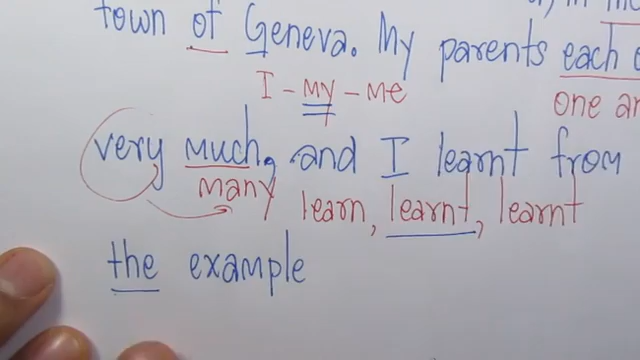 town of Geneva. My parents each
I - my - me
one an
very much, and I learnt from
many learn, learnt, learnt
the example